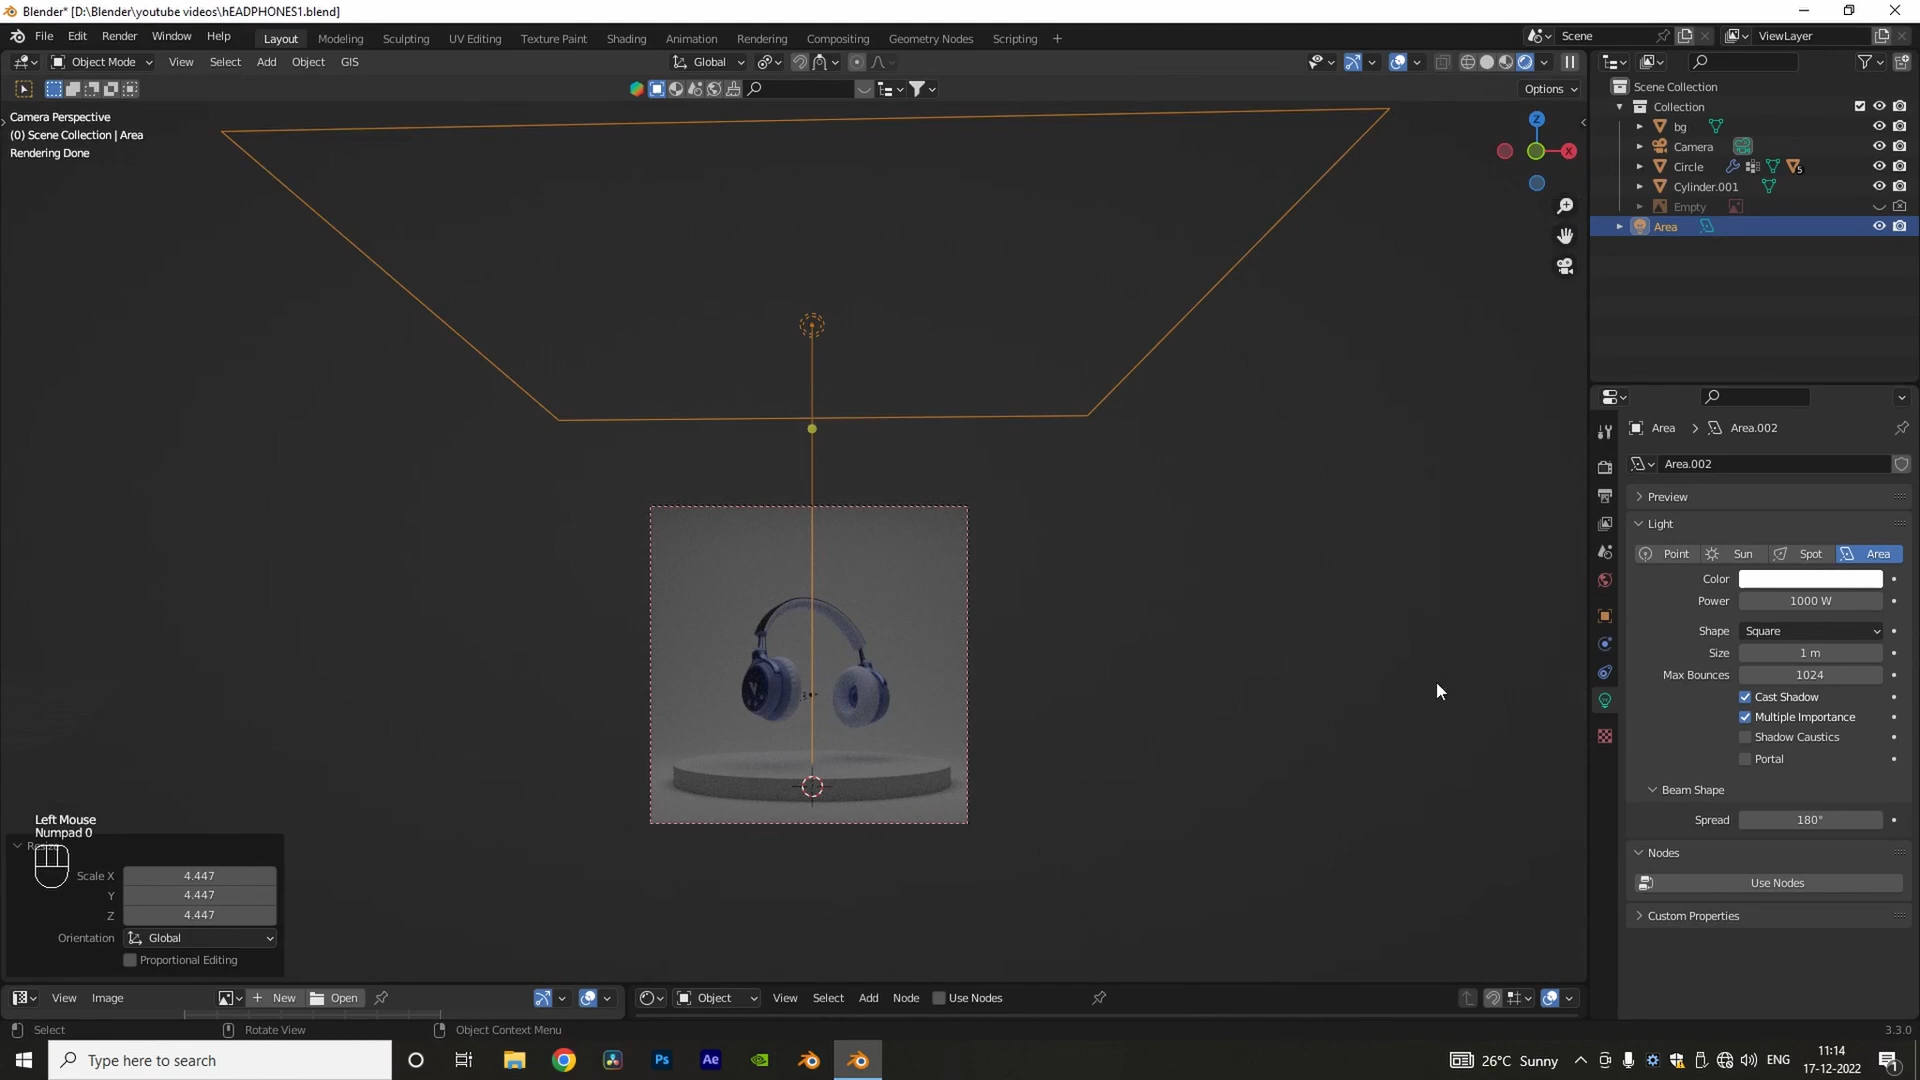 Blender* [D:\Blender\youtube videos\hEADPHONES1.blend]
File Edit Render Window Help Layout Modeling Sculpting UV Editing Texture Paint Shading Animation Rendering Compositing Geometry Nodes Scripting + Scene ViewLayer
Object Mode View Select Add Object GIS Global
Options
Camera Perspective
(0) Scene Collection | Area
Rendering Done
Z
X
Scene Collection
Collection
bg
Camera
Circle 5
Cylinder.001
Empty
Area
Area > Area.002
Area.002
Preview
Light
Point Sun Spot Area
Color
Power 1000 W
Shape Square
Size 1 m
Max Bounces 1024
Cast Shadow
Multiple Importance
Shadow Caustics
Portal
Beam Shape
Spread 180°
Nodes
Use Nodes
Custom Properties
Left Mouse
Numpad 0
Scale X 4.447
Y 4.447
Z 4.447
Orientation Global
Proportional Editing
View Image New Open Object View Select Add Node Use Nodes
Select Rotate View Object Context Menu 3.3.0
Type here to search Ps Ae 26°C Sunny ENG 11:14
17-12-2022
1